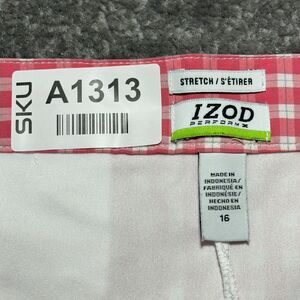 SKU A1313
STRETCH / S'ÉTIRER
IZOD
PERFORMX
MADE IN
INDONESIA/
FABRIQUÉ EN
INDONÉSIE/
HECHO EN
INDONESIA
16